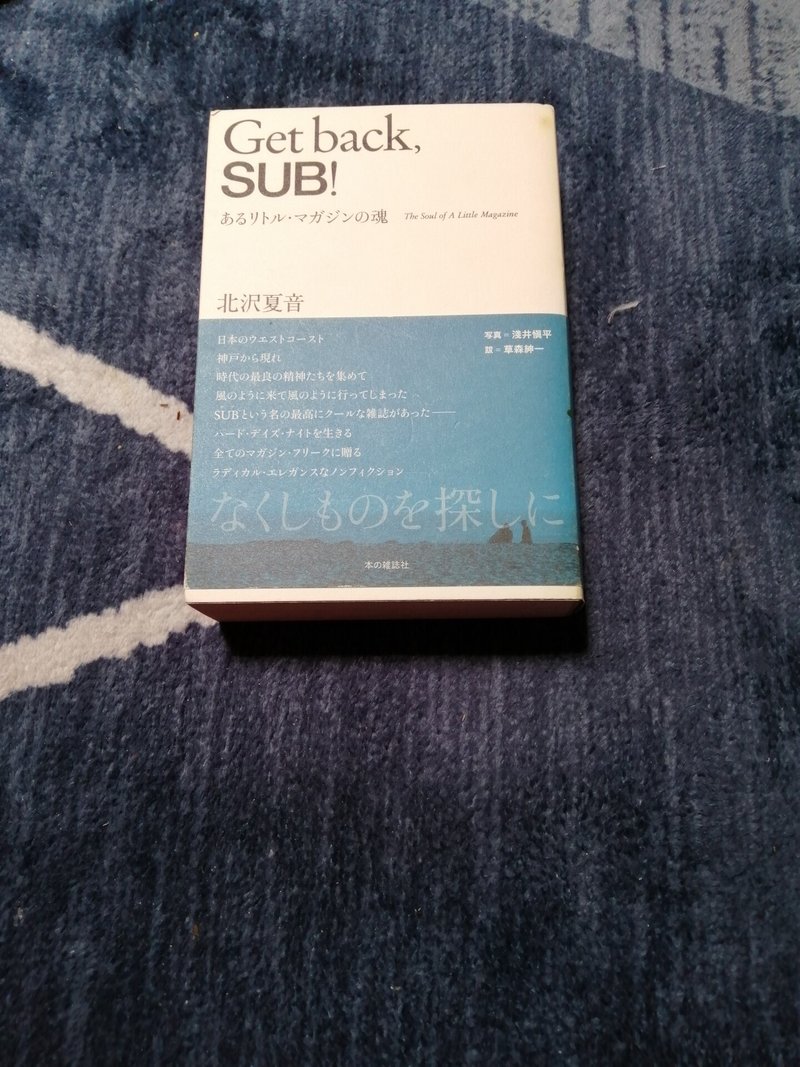 Get back,
SUB!
あるリトル・マガジンの魂 The Soul of A Little Magazine
北沢夏音
日本のウエストコースト
神戸から現れ
時代の最良の精神たちを集めて
風のように来て風のように行ってしまった
SUBという名の最高にクールな雑誌があった——
ハード・デイズ・ナイトを生きる
全てのマガジン・フリークに贈る
ラディカル・エレガンスなノンフィクション
写真=淺井愼平
跋=草森紳一
なくしものを探しに
本の雑誌社